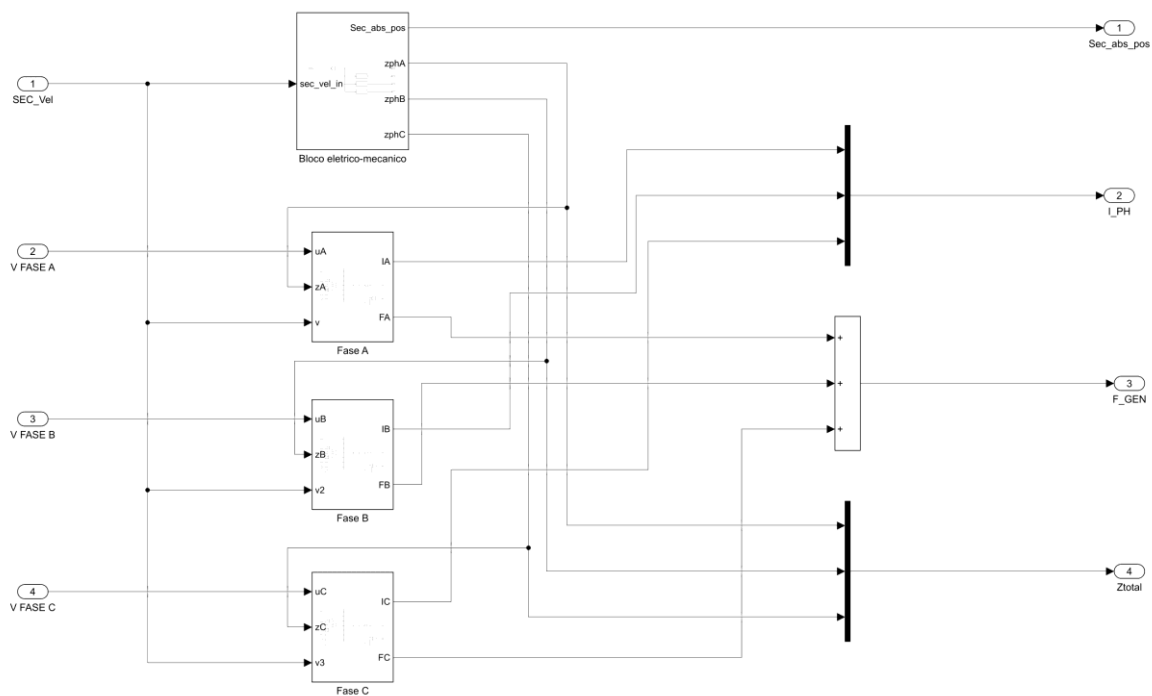 Sec_abs_pos
1
Sec_abs_pos
zphA
1
SEC_Vel
sec_vel_in
zphB
zphC
Bloco eletrico-mecanico
2
I_PH
2
V FASE A
uA
IA
zA
FA
v
Fase A
+
+
+
3
F_GEN
3
V FASE B
uB
IB
zB
FB
v2
Fase B
4
Ztotal
4
V FASE C
uC
IC
zC
FC
v3
Fase C